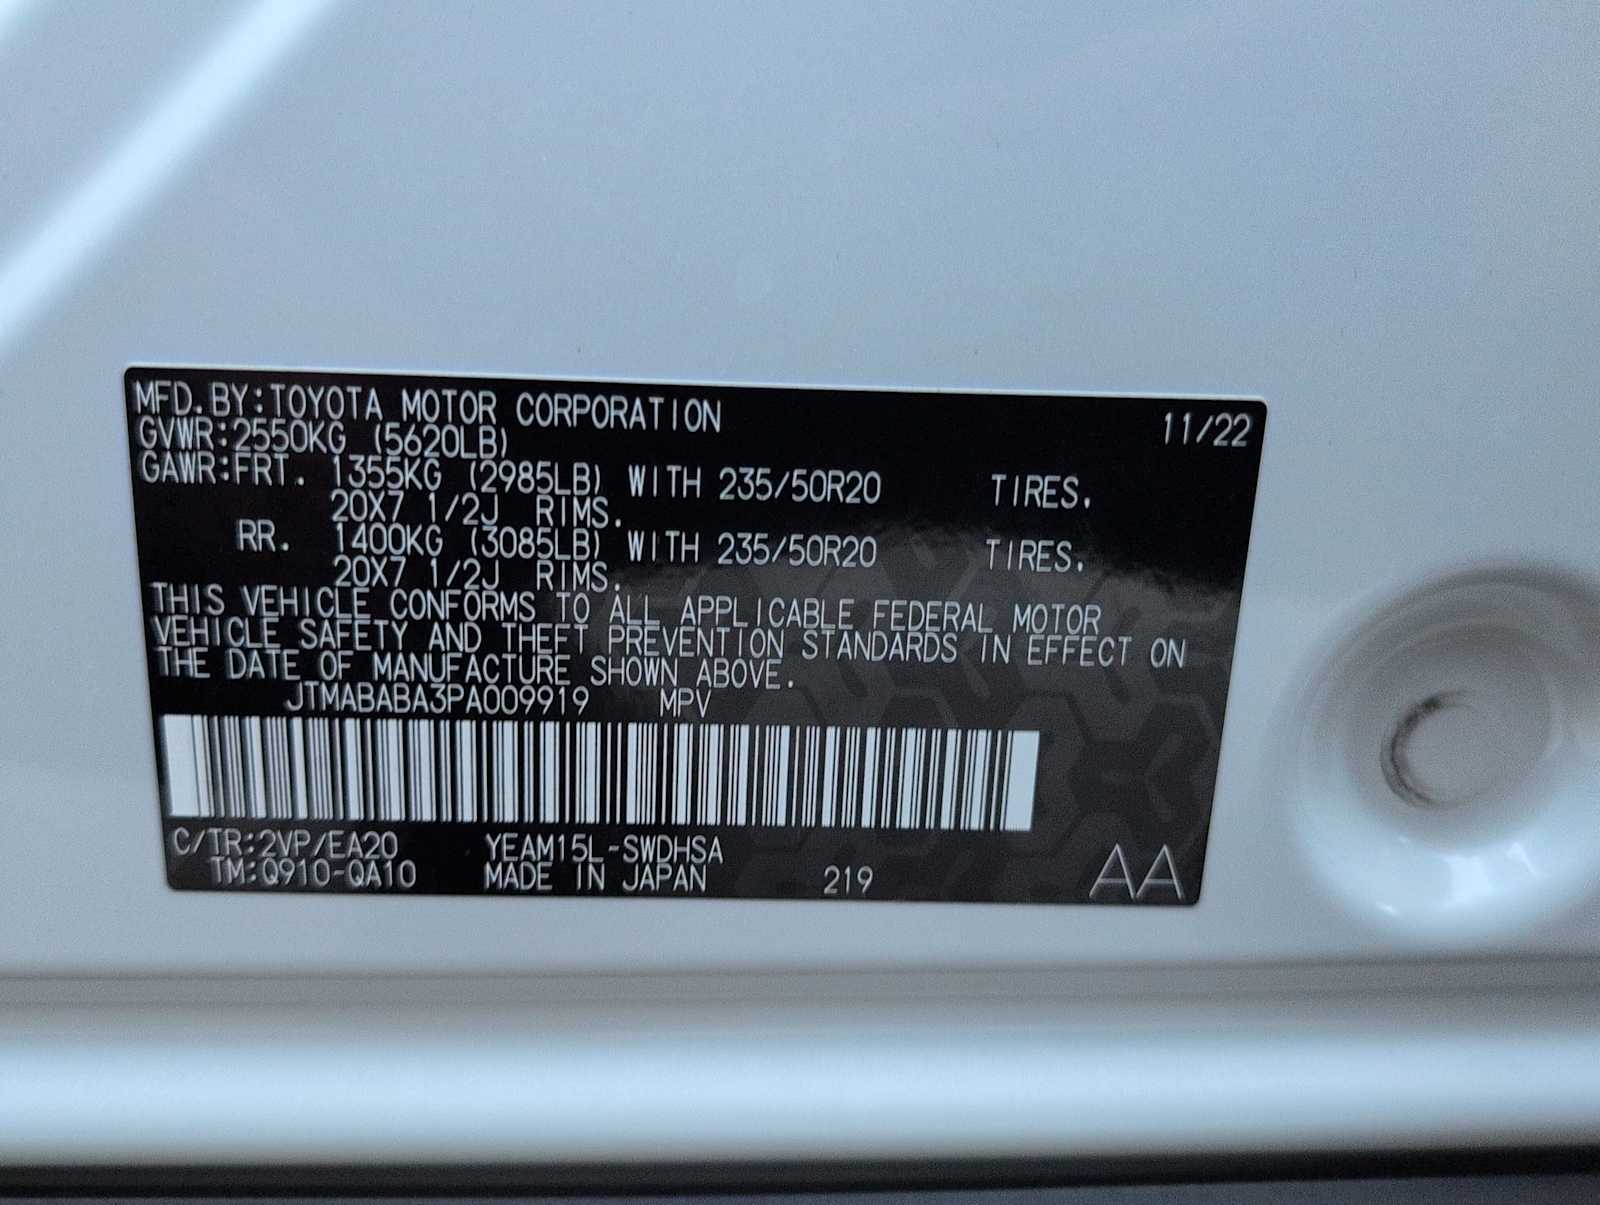 MFD. BY:TOYOTA MOTOR CORPORATION 11/22
GVWR:2550KG (5620LB)
GAWR:FRT. 1355KG (2985LB) WITH 235/50R20 TIRES.
20X7 1/2J RIMS.
RR. 1400KG (3085LB) WITH 235/50R20 TIRES.
20X7 1/2J RIMS.
THIS VEHICLE CONFORMS TO ALL APPLICABLE FEDERAL MOTOR
VEHICLE SAFETY AND THEFT PREVENTION STANDARDS IN EFFECT ON
THE DATE OF MANUFACTURE SHOWN ABOVE.
JTMABABA3PA009919 MPV
C/TR:2VP/EA20 YEAM15L-SWDHSA
TM:Q910-QA10 MADE IN JAPAN 219 AA